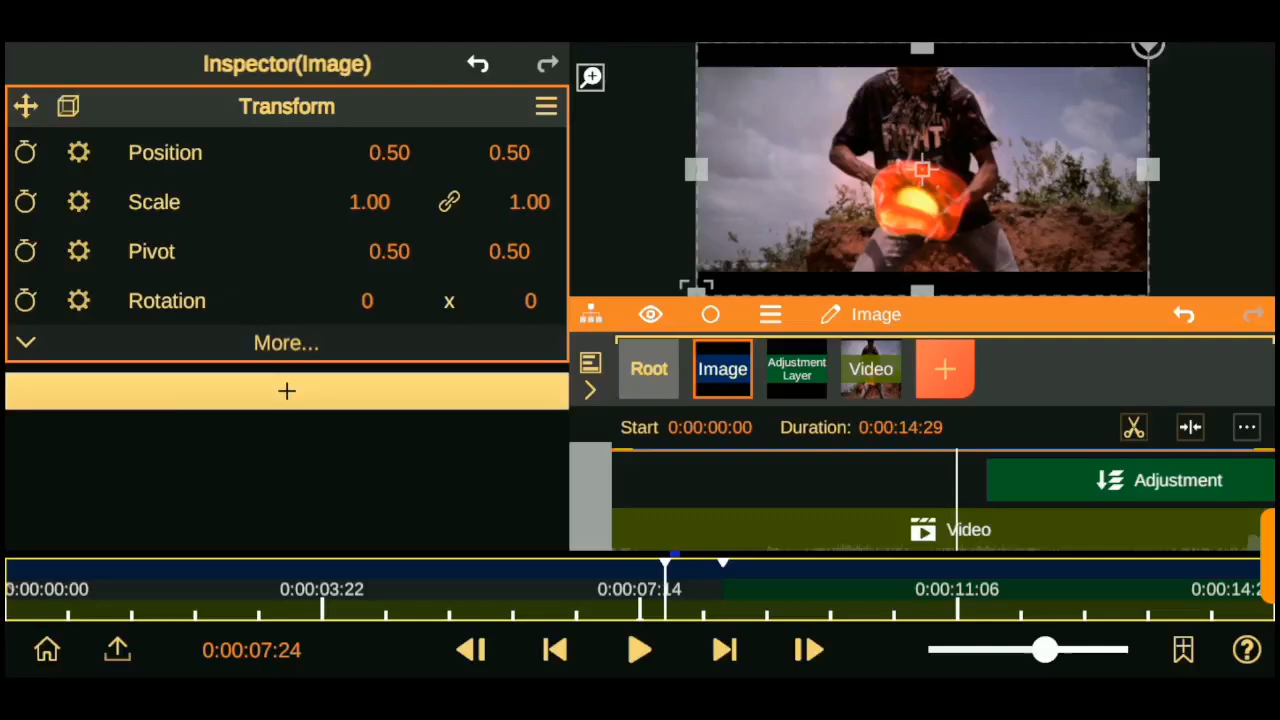 Inspector(Image)
Transform
Position 0.50 0.50
Scale 1.00 1.00
Pivot 0.50 0.50
Rotation 0 x 0
More...
+
FIGHT
Image
Root Image Adjustment Layer Video +
Start 0:00:00:00 Duration: 0:00:14:29
Adjustment
Video
0:00:00:00 0:00:03:22 0:00:07:14 0:00:11:06 0:00:14:2
0:00:07:24
?